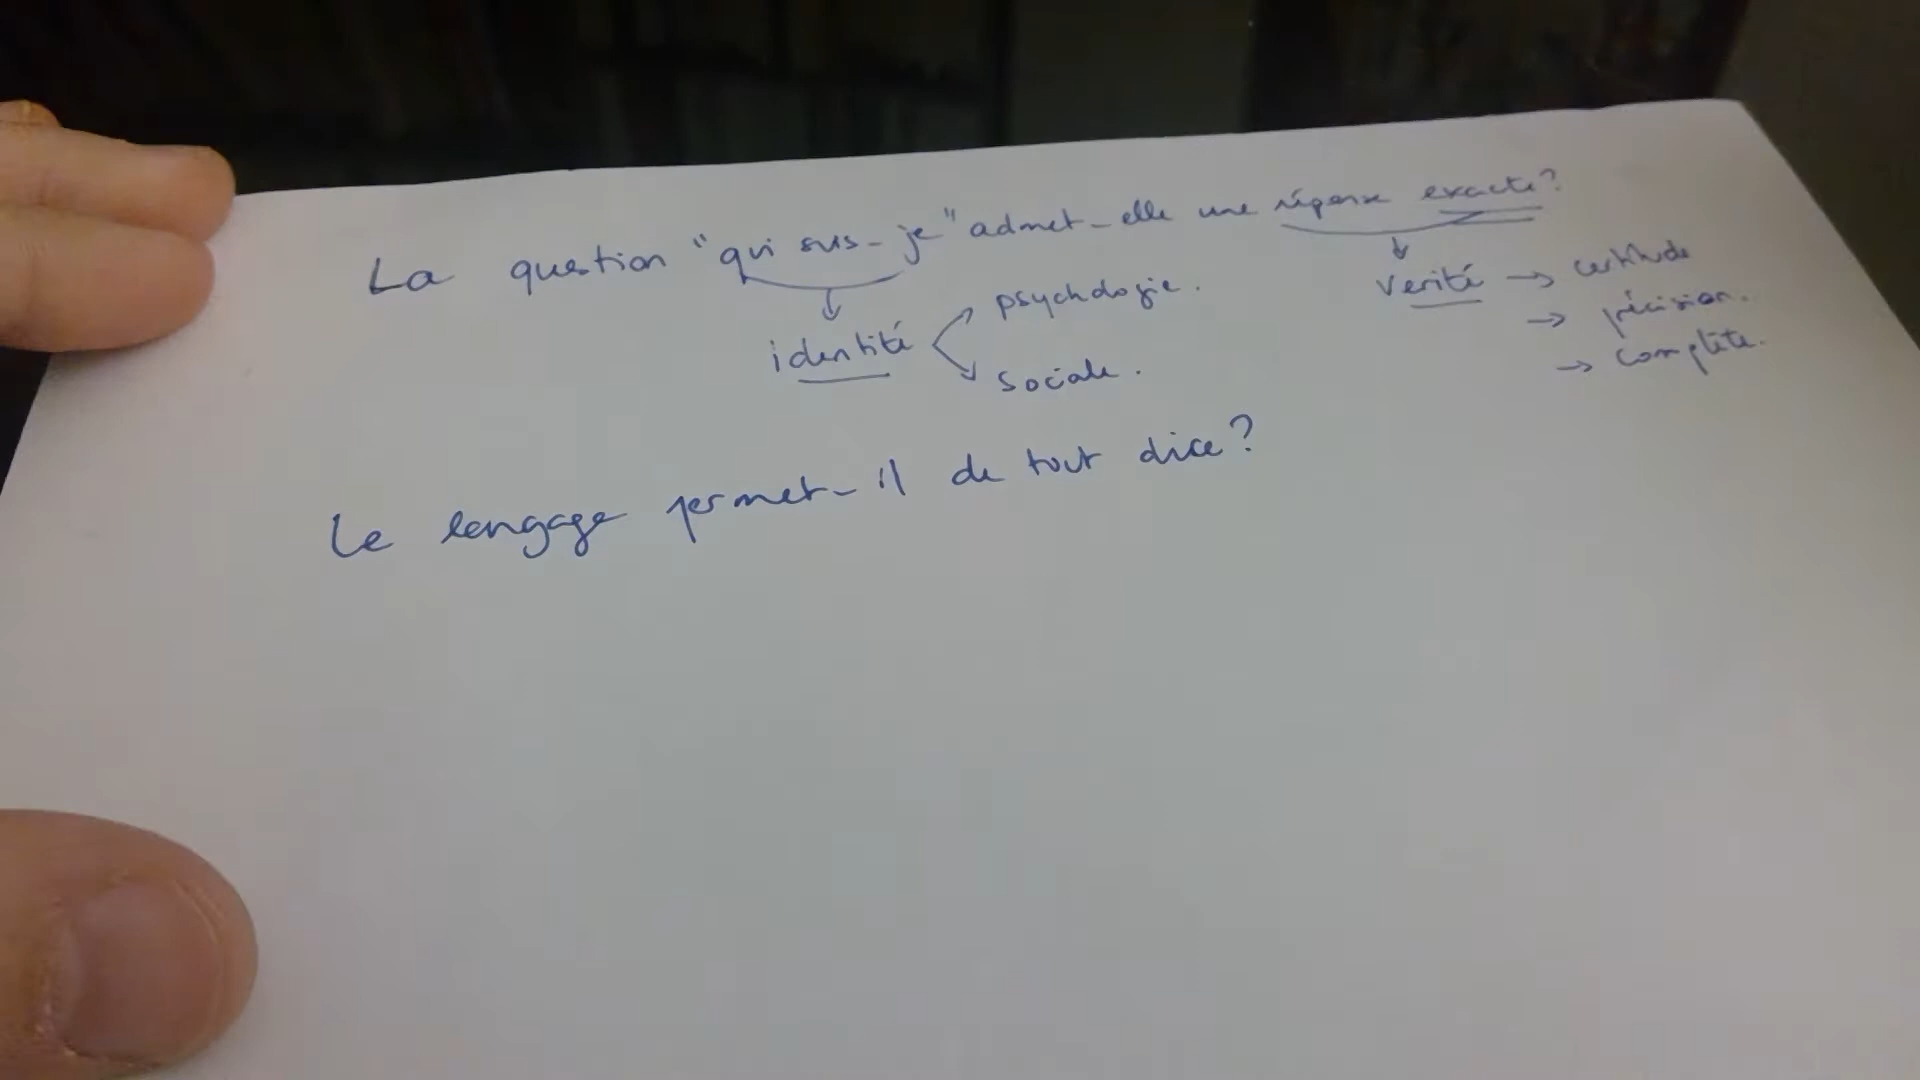 La question "qui suis-je" admet-elle une réponse exacte?
identité
psychologie.
sociale.
Vérité → certitude
→ précision.
→ complète.
Le langage permet-il de tout dire?